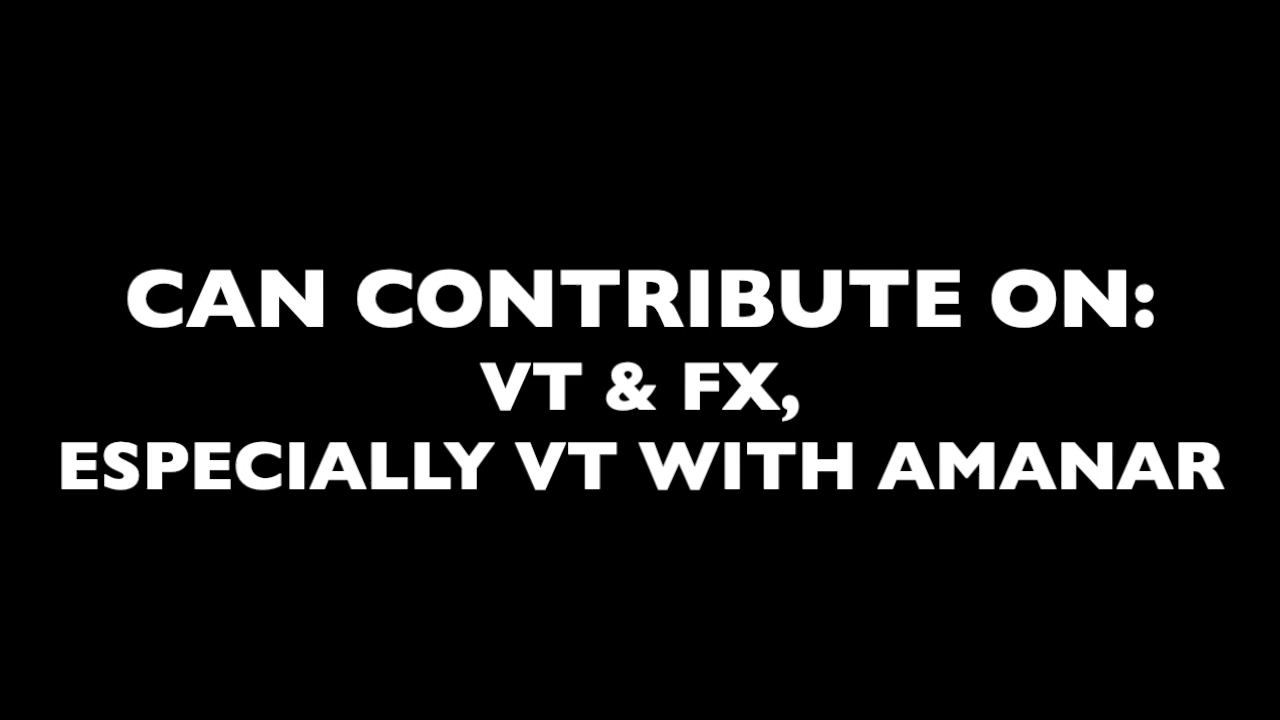 CAN CONTRIBUTE ON:
VT & FX,
ESPECIALLY VT WITH AMANAR